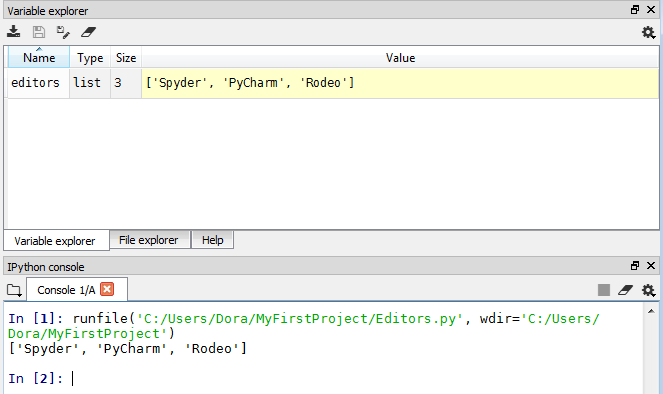 Variable explorer
Name Type Size Value
editors list 3 ['Spyder', 'PyCharm', 'Rodeo']
Variable explorer File explorer Help
IPython console
Console 1/A
In [1]: runfile('C:/Users/Dora/MyFirstProject/Editors.py', wdir='C:/Users/
Dora/MyFirstProject')
['Spyder', 'PyCharm', 'Rodeo']
In [2]: